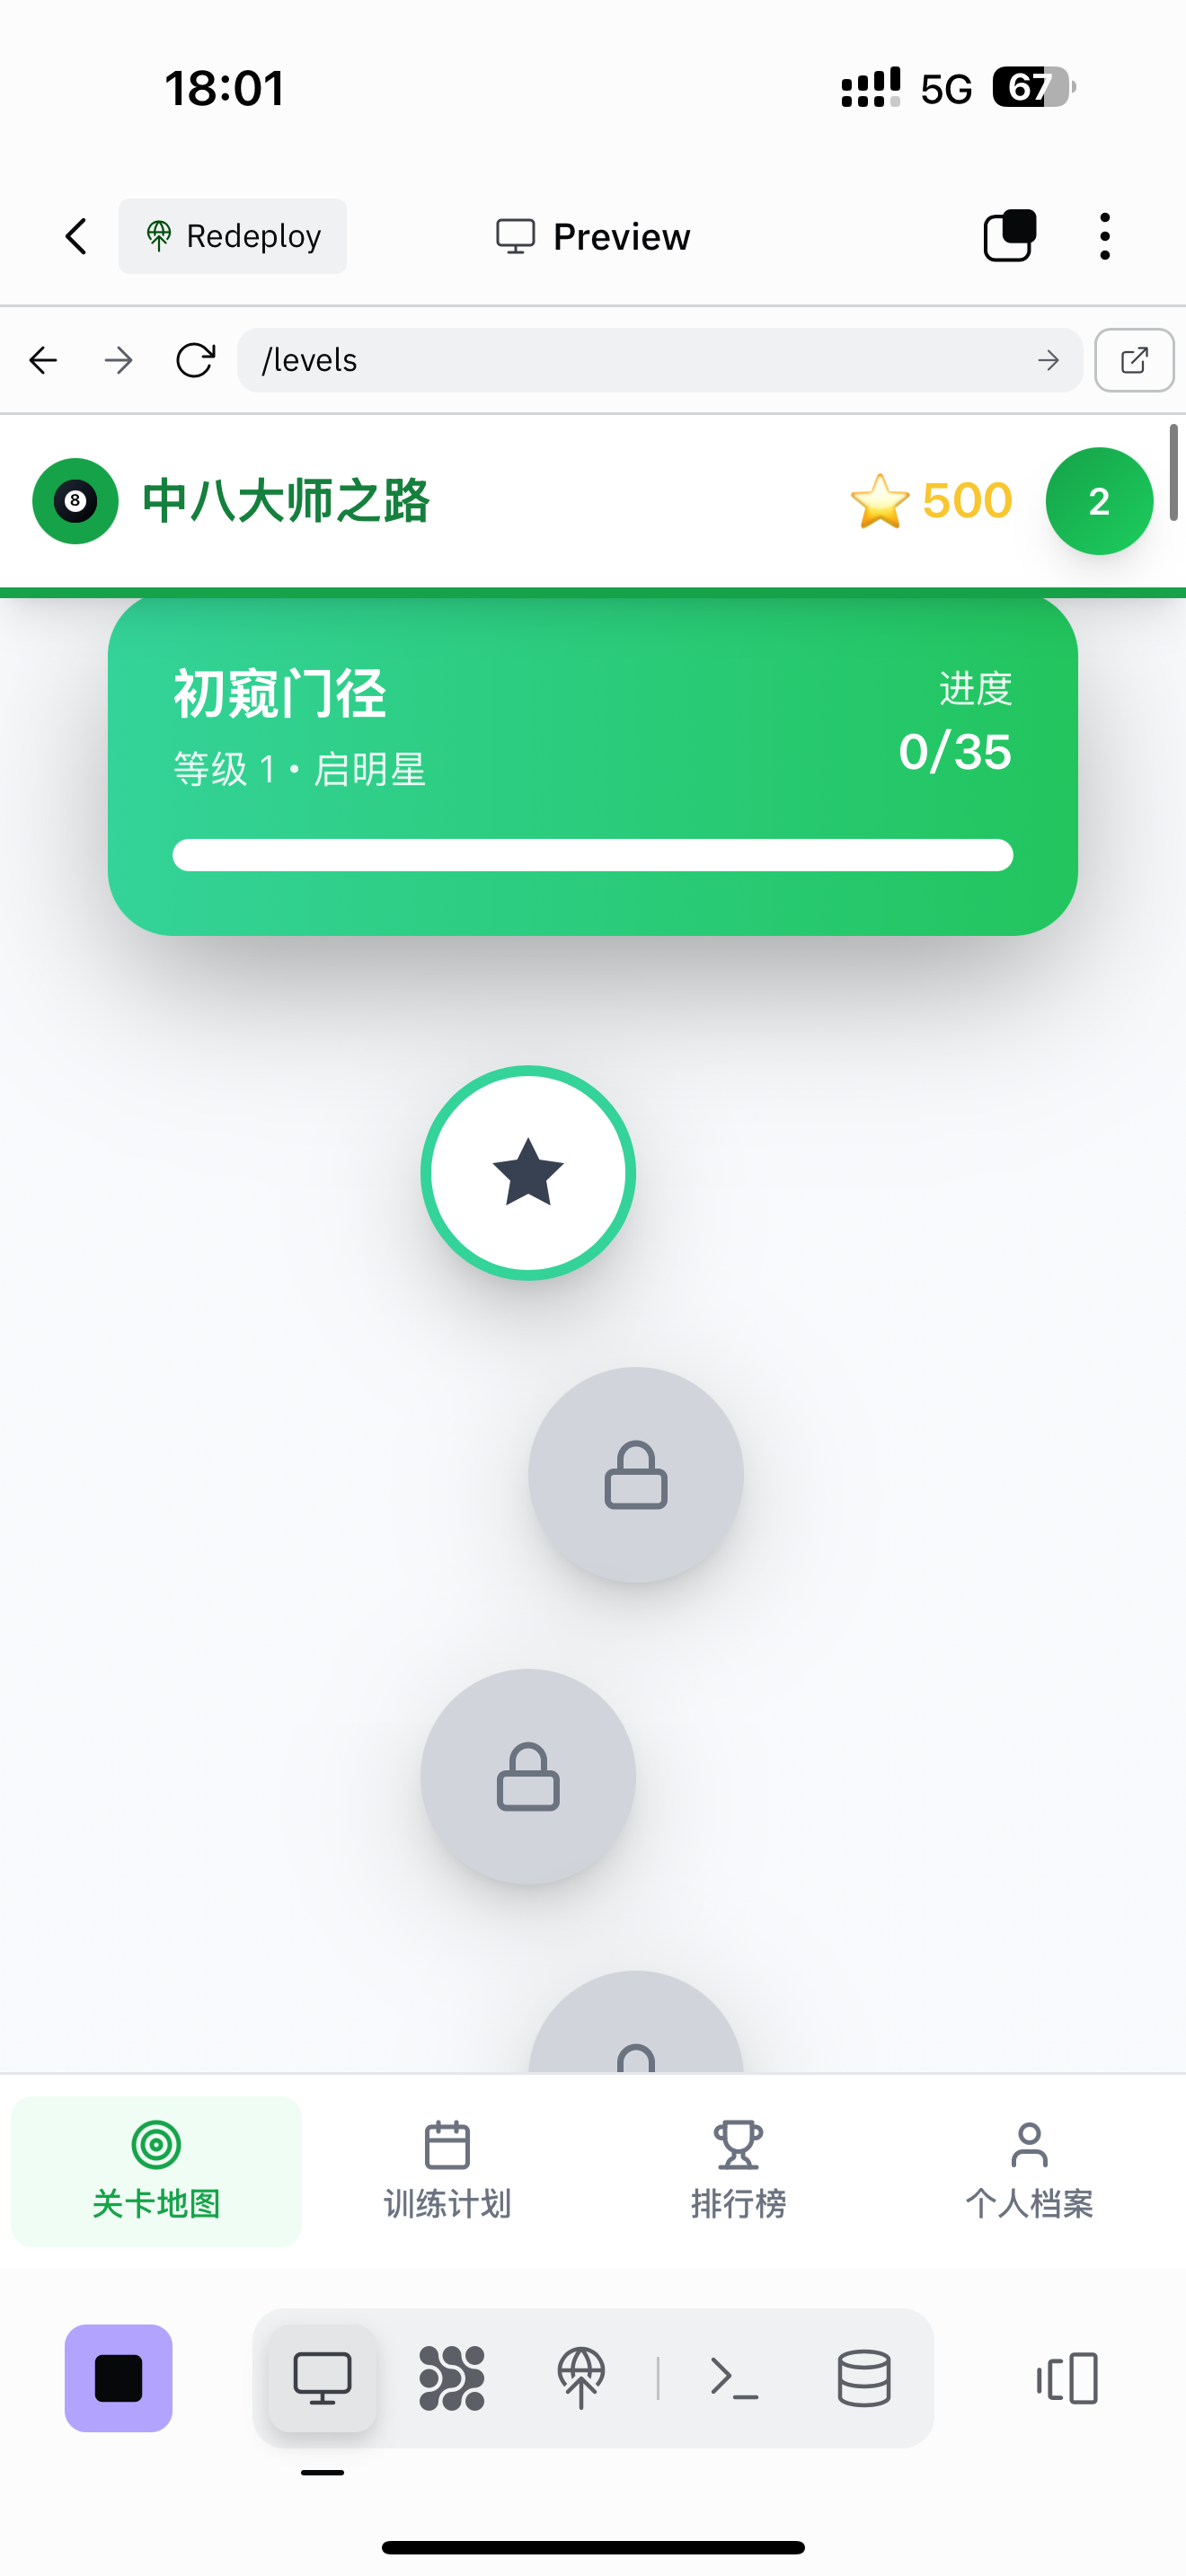 18:01
5G 67
Redeploy
Preview
/levels
8 中八大师之路
500
2
初窥门径
进度
等级 1 • 启明星
0/35
关卡地图
训练计划
排行榜
个人档案